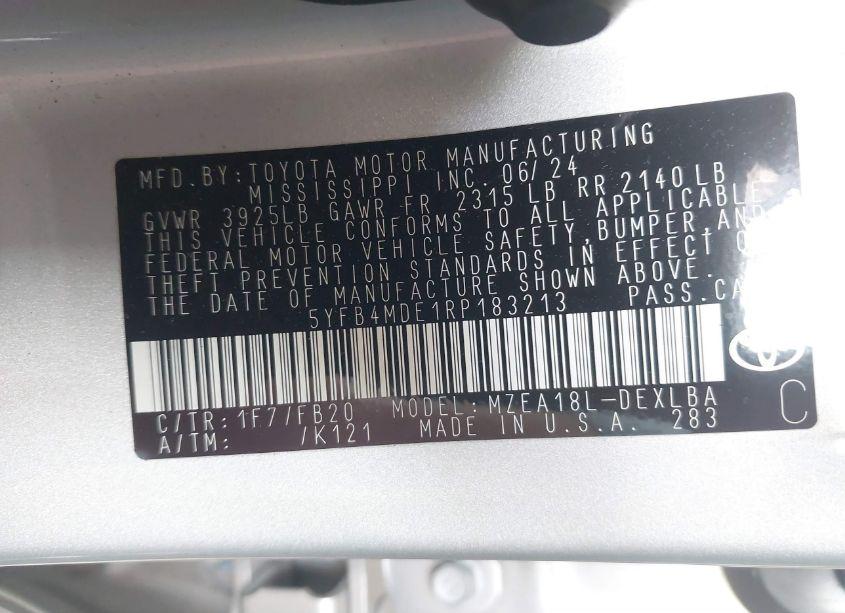 MFD. BY: TOYOTA MOTOR MANUFACTURING
MISSISSIPPI INC. 06/24
GVWR 3925LB GAWR FR 2315 LB RR 2140 LB
THIS VEHICLE CONFORMS TO ALL APPLICABLE
FEDERAL MOTOR VEHICLE SAFETY, BUMPER, AND
THEFT PREVENTION STANDARDS IN EFFECT
THE DATE OF MANUFACTURE SHOWN ABOVE.
5YFB4MDE1RP183213 PASS.
C/TR: 1F7/FB20 MODEL: MZEA18L-DEXLBA
A/TM: /K121 MADE IN U.S.A. 283
C